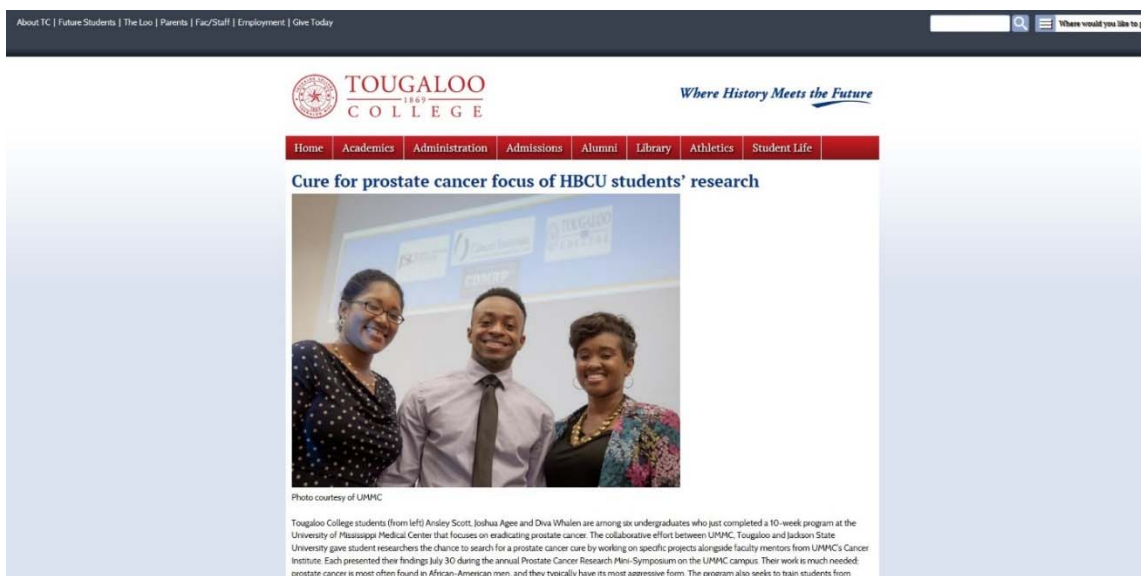 About TC | Future Students | The Loo | Parents | Fac/Staff | Employment | Give Today
Where would you like to
TOUGALOO
1869
COLLEGE
Where History Meets the Future
Home Academics Administration Admissions Alumni Library Athletics Student Life
Cure for prostate cancer focus of HBCU students' research
JSU
Cancer Institute
TOUGALOO
COLLEGE
Photo courtesy of UMMC
Tougaloo College students (from left) Ansley Scott, Joshua Agee and Diva Whalen are among six undergraduates who just completed a 10-week program at the
University of Mississippi Medical Center that focuses on eradicating prostate cancer. The collaborative effort between UMMC, Tougaloo and Jackson State
University gave student researchers the chance to search for a prostate cancer cure by working on specific projects alongside faculty mentors from UMMC's Cancer
Institute. Each presented their findings July 30 during the annual Prostate Cancer Research Mini-Symposium on the UMMC campus. Their work is much needed:
prostate cancer is most often found in African-American men, and they typically have its most aggressive form. The program also seeks to train students from